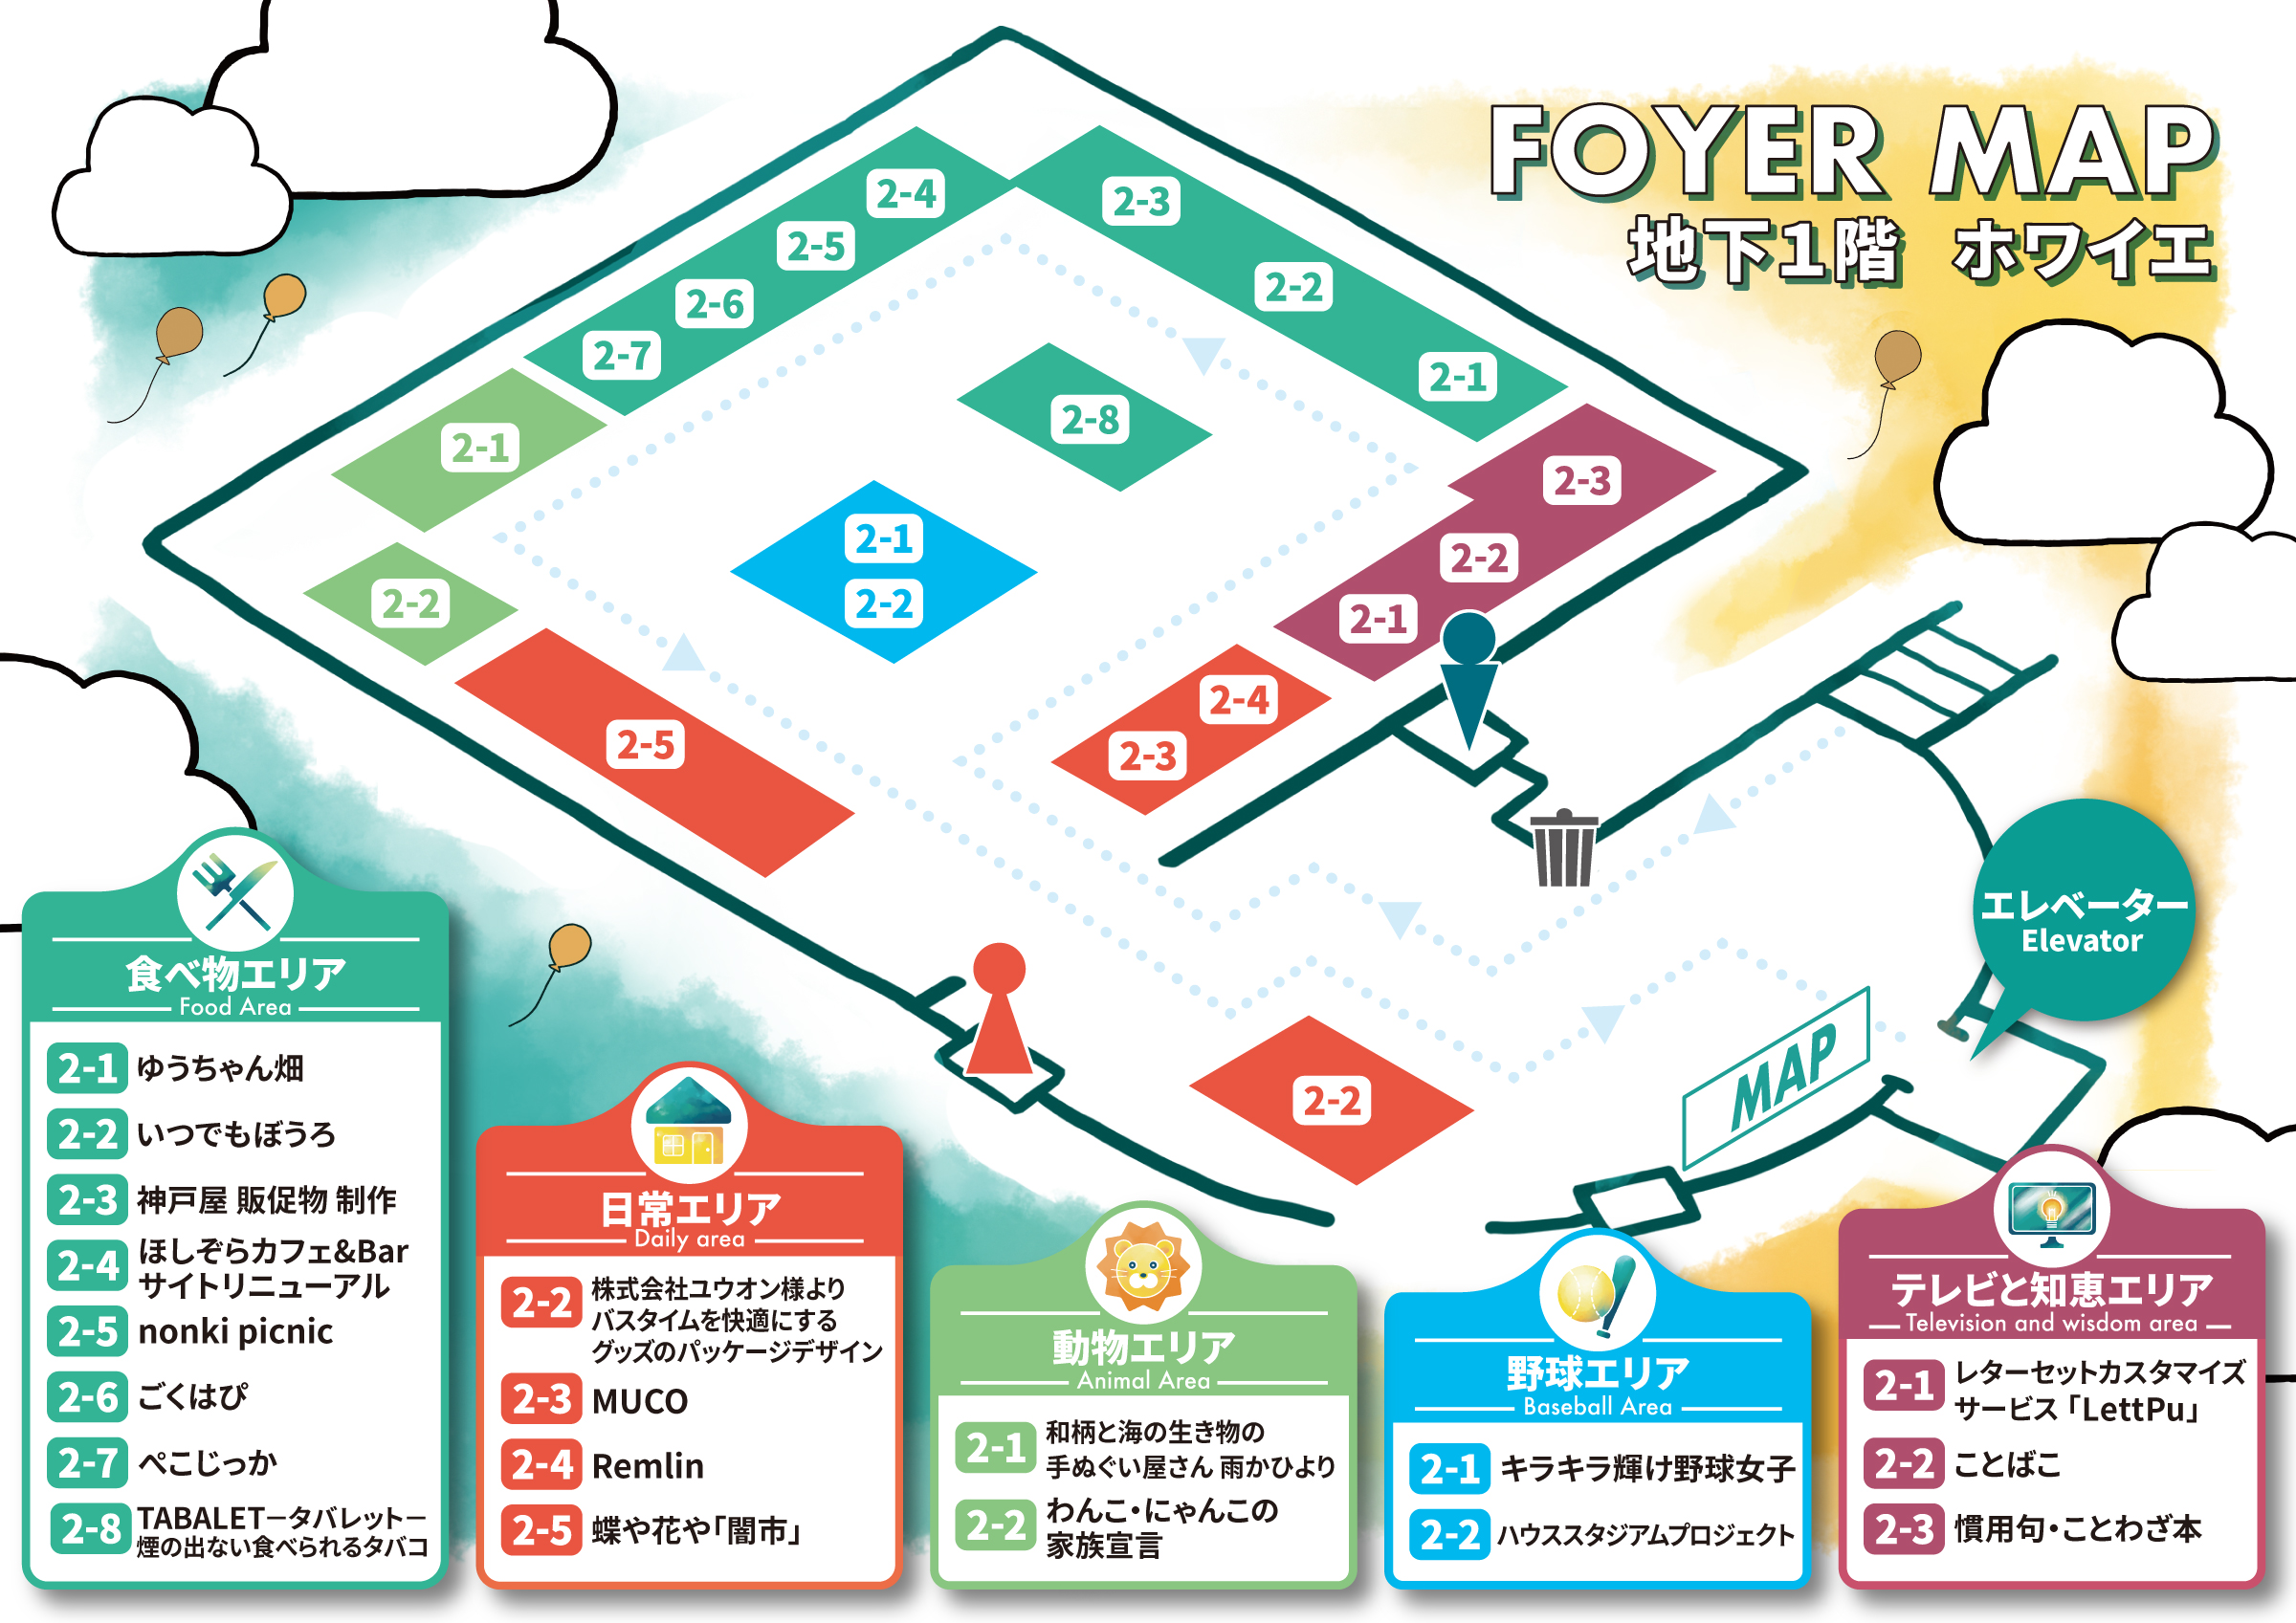 FOYER MAP
地下1階 ホワイエ
2-4
2-3
2-5
2-2
2-6
2-7
2-1
2-8
2-1
2-3
2-1
2-2
2-2
2-2
2-1
2-4
2-3
2-5
2-2
エレベーター
Elevator
MAP
食べ物エリア
Food Area
2-1 ゆうちゃん畑
2-2 いつでもぼうろ
2-3 神戸屋 販促物 制作
2-4 ほしぞらカフェ&Bar
サイトリニューアル
2-5 nonki picnic
2-6 ごくはぴ
2-7 ぺこじっか
2-8 TABALETータバレットー
煙の出ない食べられるタバコ
日常エリア
Daily area
2-2 株式会社ユウオン様より
バスタイムを快適にする
グッズのパッケージデザイン
2-3 MUCO
2-4 Remlin
2-5 蝶や花や「闇市」
動物エリア
Animal Area
2-1 和柄と海の生き物の
手ぬぐい屋さん 雨かひより
2-2 わんこ・にゃんこの
家族宣言
野球エリア
Baseball Area
2-1 キラキラ輝け野球女子
2-2 ハウススタジアムプロジェクト
テレビと知恵エリア
Television and wisdom area
2-1 レターセットカスタマイズ
サービス「LettPu」
2-2 ことばこ
2-3 慣用句・ことわざ本